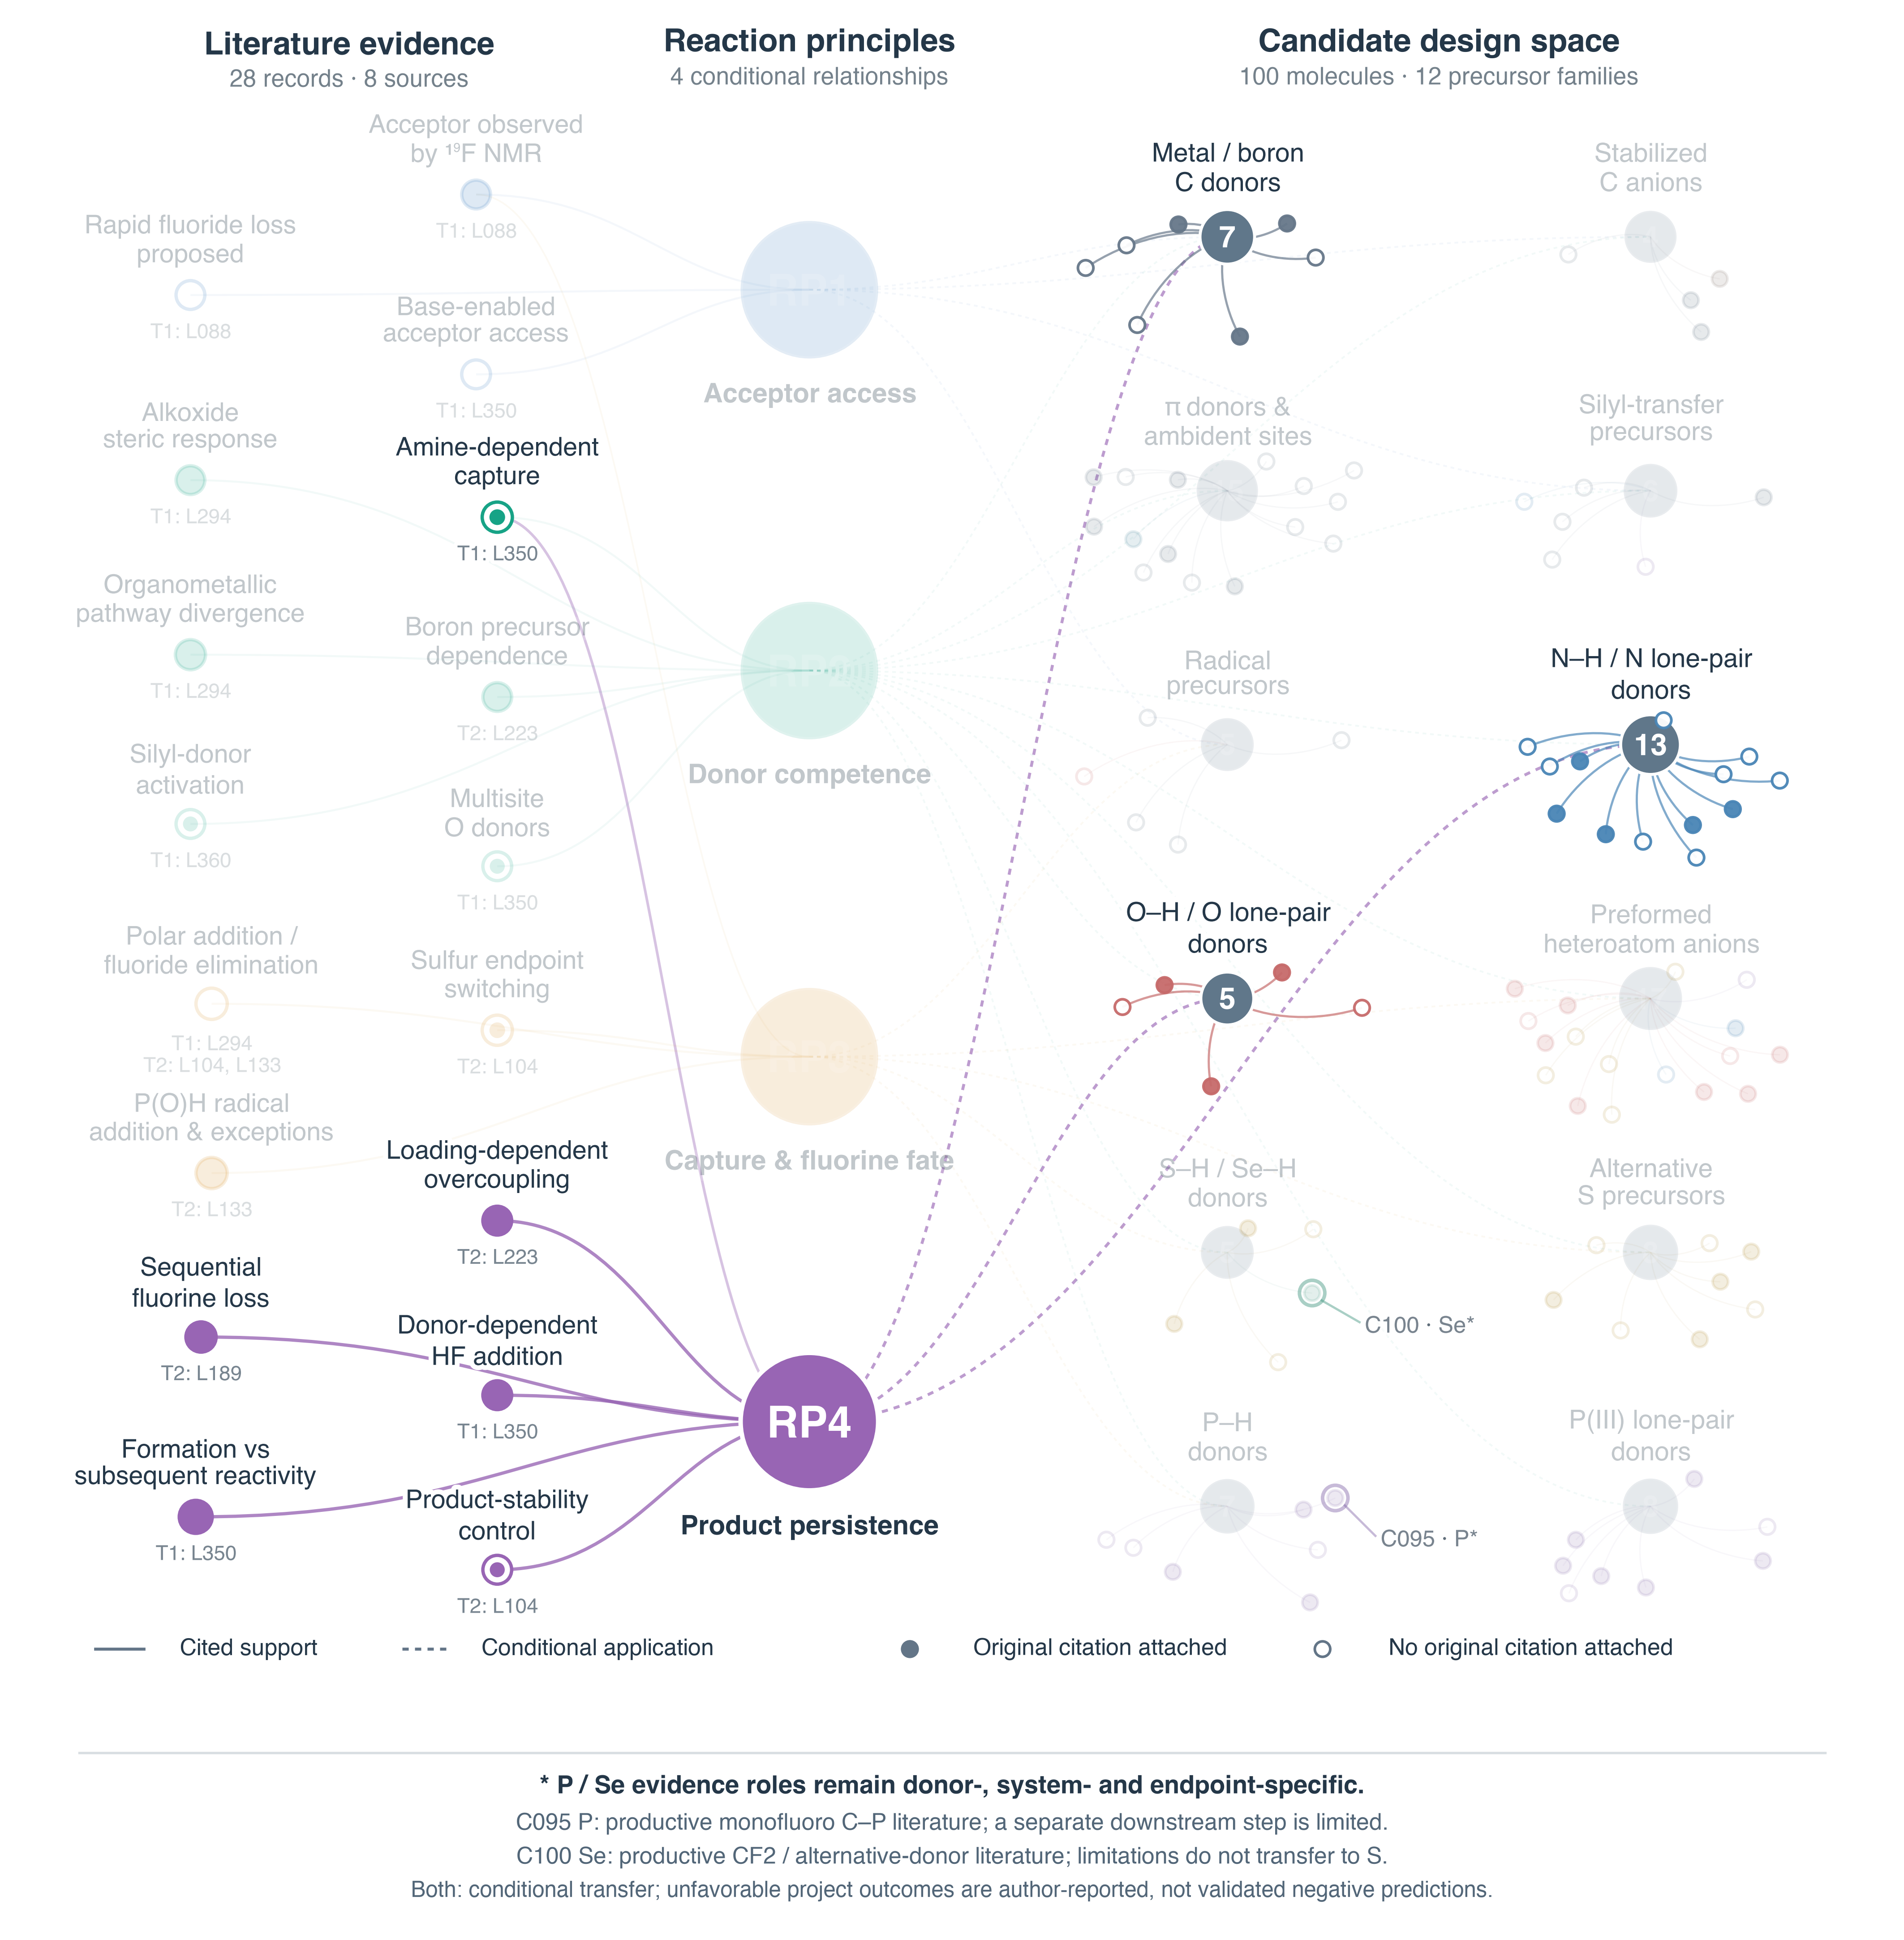 Literature evidence
28 records · 8 sources
Reaction principles
4 conditional relationships
Candidate design space
100 molecules · 12 precursor families
Acceptor observed
by ¹⁹F NMR
T1: L088
Rapid fluoride loss
proposed
T1: L088
Base-enabled
acceptor access
T1: L350
Alkoxide
steric response
T1: L294
Amine-dependent
capture
T1: L350
Organometallic
pathway divergence
T1: L294
Boron precursor
dependence
T2: L223
Silyl-donor
activation
T1: L360
Multisite
O donors
T1: L350
Polar addition /
fluoride elimination
T1: L294
T2: L104, L133
Sulfur endpoint
switching
T2: L104
P(O)H radical
addition & exceptions
T2: L133
Loading-dependent
overcoupling
T2: L223
Sequential
fluorine loss
T2: L189
Donor-dependent
HF addition
T1: L350
Formation vs
subsequent reactivity
T1: L350
Product-stability
control
T2: L104
Acceptor access
Donor competence
Capture & fluorine fate
RP4
Product persistence
Metal / boron
C donors
7
Stabilized
C anions
π donors &
ambident sites
Silyl-transfer
precursors
Radical
precursors
N–H / N lone-pair
donors
13
O–H / O lone-pair
donors
5
Preformed
heteroatom anions
S–H / Se–H
donors
C100 · Se*
Alternative
S precursors
P–H
donors
C095 · P*
P(III) lone-pair
donors
Cited support
Conditional application
Original citation attached
No original citation attached
* P / Se evidence roles remain donor-, system- and endpoint-specific.
C095 P: productive monofluoro C–P literature; a separate downstream step is limited.
C100 Se: productive CF2 / alternative-donor literature; limitations do not transfer to S.
Both: conditional transfer; unfavorable project outcomes are author-reported, not validated negative predictions.